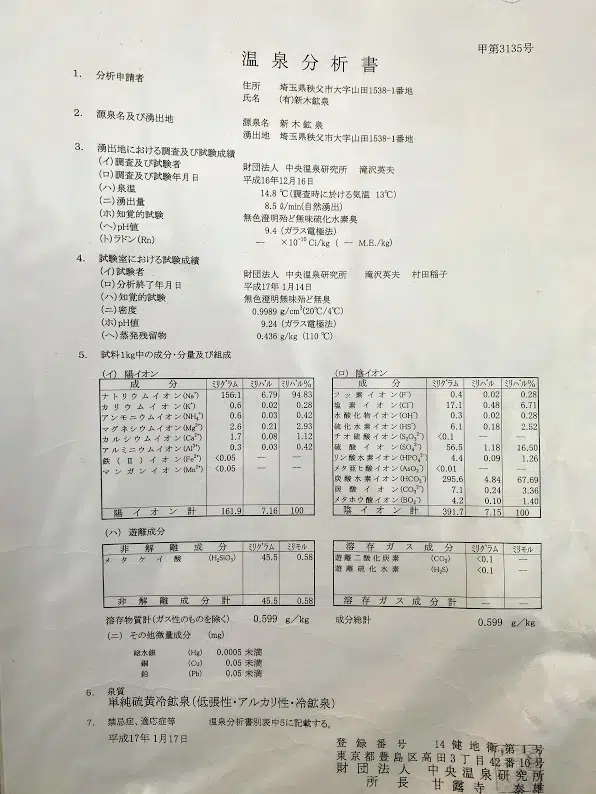 甲第3135号
温泉分析書
1. 分析申請者
住所 埼玉県秩父市大字山田1538-1番地
氏名 (有)新木鉱泉
2. 源泉名及び湧出地
源泉名 新木鉱泉
湧出地 埼玉県秩父市大字山田1538-1番地
3. 湧出地における調査及び試験成績
(イ)調査及び試験者 財団法人 中央温泉研究所 滝沢英夫
(ロ)調査及び試験年月日 平成16年12月16日
(ハ)泉温 14.8 ℃(調査時に於ける気温 13℃)
(ニ)湧出量 8.5 ℓ/min(自然湧出)
(ホ)知覚的試験 無色澄明殆ど無味硫化水素臭
(ヘ)pH値 9.4 (ガラス電極法)
(ト)ラドン(Rn) — ×10⁻¹⁰ Ci/kg ( — M.E./kg)
4. 試験室における試験成績
(イ)試験者 財団法人 中央温泉研究所 滝沢英夫 村田稲子
(ロ)分析終了年月日 平成17年 1月14日
(ハ)知覚的試験 無色澄明無味殆ど無臭
(ニ)密度 0.9989 g/cm³(20℃/4℃)
(ホ)pH値 9.24 (ガラス電極法)
(ヘ)蒸発残留物 0.436 g/kg (110 ℃)
5. 試料1kg中の成分・分量及び組成
(イ) 陽イオン
成分 ミリグラム ミリバル ミリバル%
ナトリウムイオン(Na⁺) 156.1 6.79 94.83
カリウムイオン(K⁺) 0.6 0.02 0.28
アンモニウムイオン(NH₄⁺) 0.6 0.03 0.42
マグネシウムイオン(Mg²⁺) 2.6 0.21 2.93
カルシウムイオン(Ca²⁺) 1.7 0.08 1.12
アルミニウムイオン(Al³⁺) 0.3 0.03 0.42
鉄(Ⅱ)イオン(Fe²⁺) <0.05 — —
マンガンイオン(Mn²⁺) <0.05 — —
陽イオン計 161.9 7.16 100
(ロ) 陰イオン
成分 ミリグラム ミリバル ミリバル%
フッ素イオン(F⁻) 0.4 0.02 0.28
塩素イオン(Cl⁻) 17.1 0.48 6.71
水酸化物イオン(OH⁻) 0.3 0.02 0.28
硫化水素イオン(HS⁻) 6.1 0.18 2.52
チオ硫酸イオン(S₂O₃²⁻) <0.1 — —
硫酸イオン(SO₄²⁻) 56.5 1.18 16.50
リン酸水素イオン(HPO₄²⁻) 4.4 0.09 1.26
メタ亜ヒ酸イオン(AsO₂⁻) <0.01 — —
炭酸水素イオン(HCO₃⁻) 295.6 4.84 67.69
炭酸イオン(CO₃²⁻) 7.1 0.24 3.36
メタホウ酸イオン(BO₂⁻) 4.2 0.10 1.40
陰イオン計 391.7 7.15 100
(ハ) 遊離成分
非解離成分 ミリグラム ミリモル
メタケイ酸 (H₂SiO₃) 45.5 0.58
非解離成分計 45.5 0.58
溶存ガス成分 ミリグラム ミリモル
遊離二酸化炭素 (CO₂) <0.1 —
遊離硫化水素 (H₂S) <0.1 —
溶存ガス成分計 — —
溶存物質計(ガス性のものを除く) 0.599 g/kg
成分総計 0.599 g/kg
(ニ) その他微量成分 (mg)
総水銀 (Hg) 0.0005 未満
銅 (Cu) 0.05 未満
鉛 (Pb) 0.05 未満
6. 泉質
単純硫黄冷鉱泉(低張性・アルカリ性・冷鉱泉)
7. 禁忌症、適応症等 温泉分析書別表中5に記載する。
平成17年 1月17日
登録番号 14健地衛第1号
東京都豊島区高田3丁目42番10号
財団法人 中央温泉研究所
所長 甘露寺 泰雄